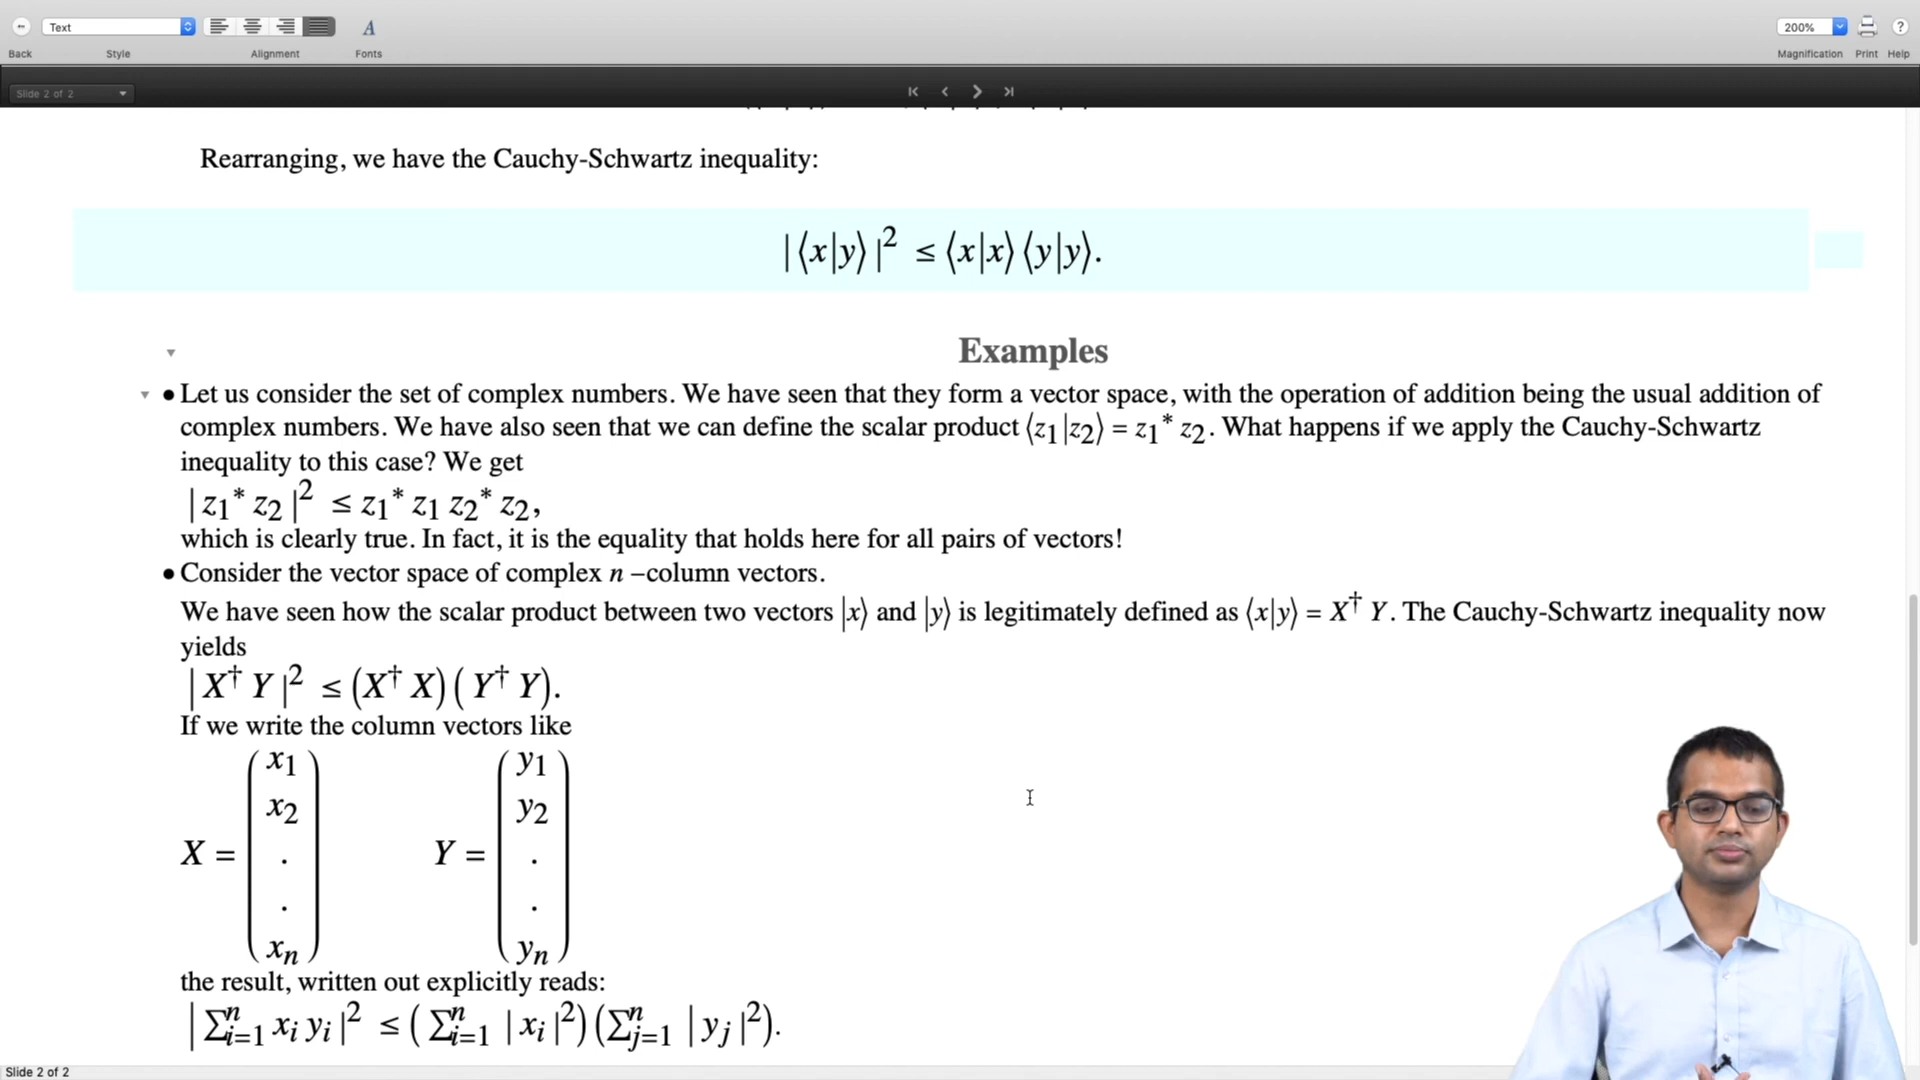 Text
200%
Back
Style
Alignment
Fonts
Magnification
Print
Help
Slide 2 of 2
Rearranging, we have the Cauchy-Schwartz inequality:
|⟨x|y⟩|² ≤ ⟨x|x⟩⟨y|y⟩.
Examples
● Let us consider the set of complex numbers. We have seen that they form a vector space, with the operation of addition being the usual addition of
complex numbers. We have also seen that we can define the scalar product ⟨z₁|z₂⟩ = z₁* z₂. What happens if we apply the Cauchy-Schwartz
inequality to this case? We get
|z₁* z₂|² ≤ z₁* z₁ z₂* z₂,
which is clearly true. In fact, it is the equality that holds here for all pairs of vectors!
● Consider the vector space of complex n −column vectors.
We have seen how the scalar product between two vectors |x⟩ and |y⟩ is legitimately defined as ⟨x|y⟩ = X† Y. The Cauchy-Schwartz inequality now
yields
|X† Y|² ≤ (X† X)(Y† Y).
If we write the column vectors like
X = (x₁ x₂ . . xₙ) Y = (y₁ y₂ . . yₙ)
the result, written out explicitly reads:
|∑ⁿᵢ₌₁ xᵢ yᵢ|² ≤ (∑ⁿᵢ₌₁ |xᵢ|²)(∑ⁿⱼ₌₁ |yⱼ|²).
Slide 2 of 2